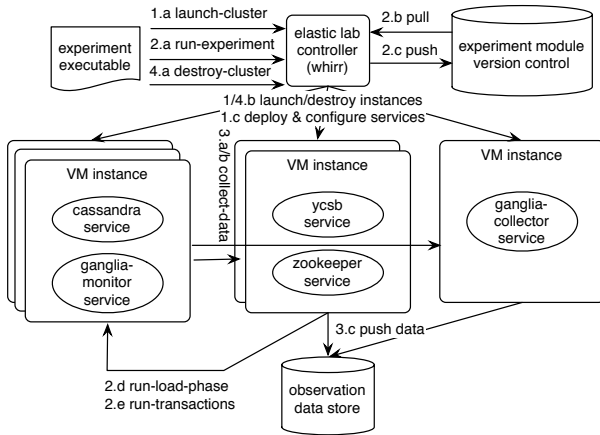 1.a launch-cluster
2.a run-experiment
4.a destroy-cluster
experiment
executable
elastic lab
controller
(whirr)
2.b pull
2.c push
experiment module
version control
1/4.b launch/destroy instances
1.c deploy & configure services
3.a/b collect-data
VM instance
cassandra
service
ganglia-
monitor
service
VM instance
ycsb
service
zookeeper
service
VM instance
ganglia-
collector
service
3.c push data
2.d run-load-phase
2.e run-transactions
observation
data store